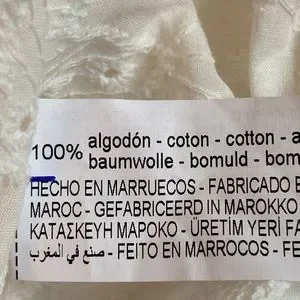 100% algodón - coton - cotton - a
baumwolle - bomuld - bom
HECHO EN MARRUECOS - FABRICADO E
MAROC - GEFABRICEERD IN MAROKKO
ΚΑΤΑΣΚΕΥΗ ΜΑΡΟΚΟ - ÜRETİM YERİ FA
صنع في المغرب - FEITO EM MARROCOS - FE